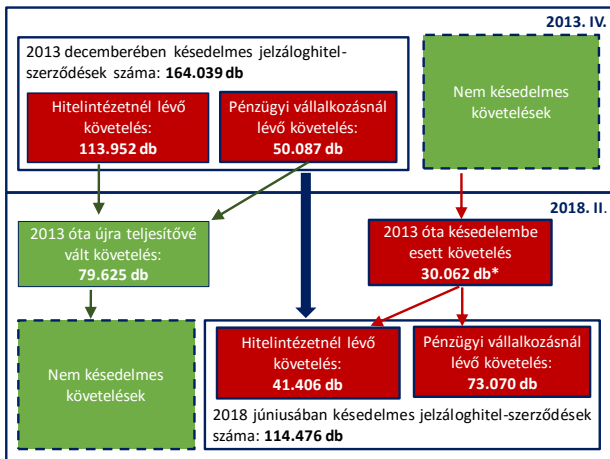 2013. IV.
2013 decemberében késedelmes jelzáloghitel-
szerződések száma: 164.039 db
Hitelintézetnél lévő
követelés:
113.952 db
Pénzügyi vállalkozásnál
lévő követelés:
50.087 db
Nem késedelmes
követelések
2018. II.
2013 óta újra teljesítővé
vált követelés:
79.625 db
2013 óta késedelembe
esett követelés
30.062 db*
Nem késedelmes
követelések
Hitelintézetnél lévő
követelés:
41.406 db
Pénzügyi vállalkozásnál
lévő követelés:
73.070 db
2018 júniusában késedelmes jelzáloghitel-szerződések
száma: 114.476 db